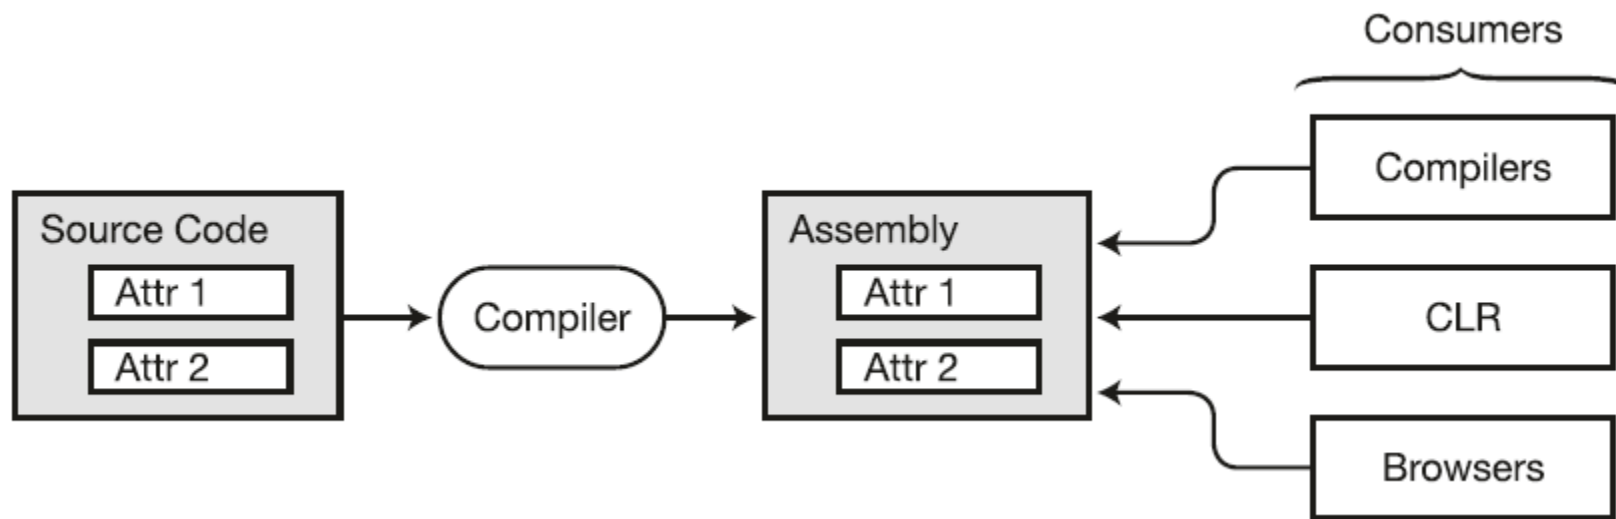 Consumers
Source Code
Attr 1
Attr 2
Compiler
Assembly
Attr 1
Attr 2
Compilers
CLR
Browsers